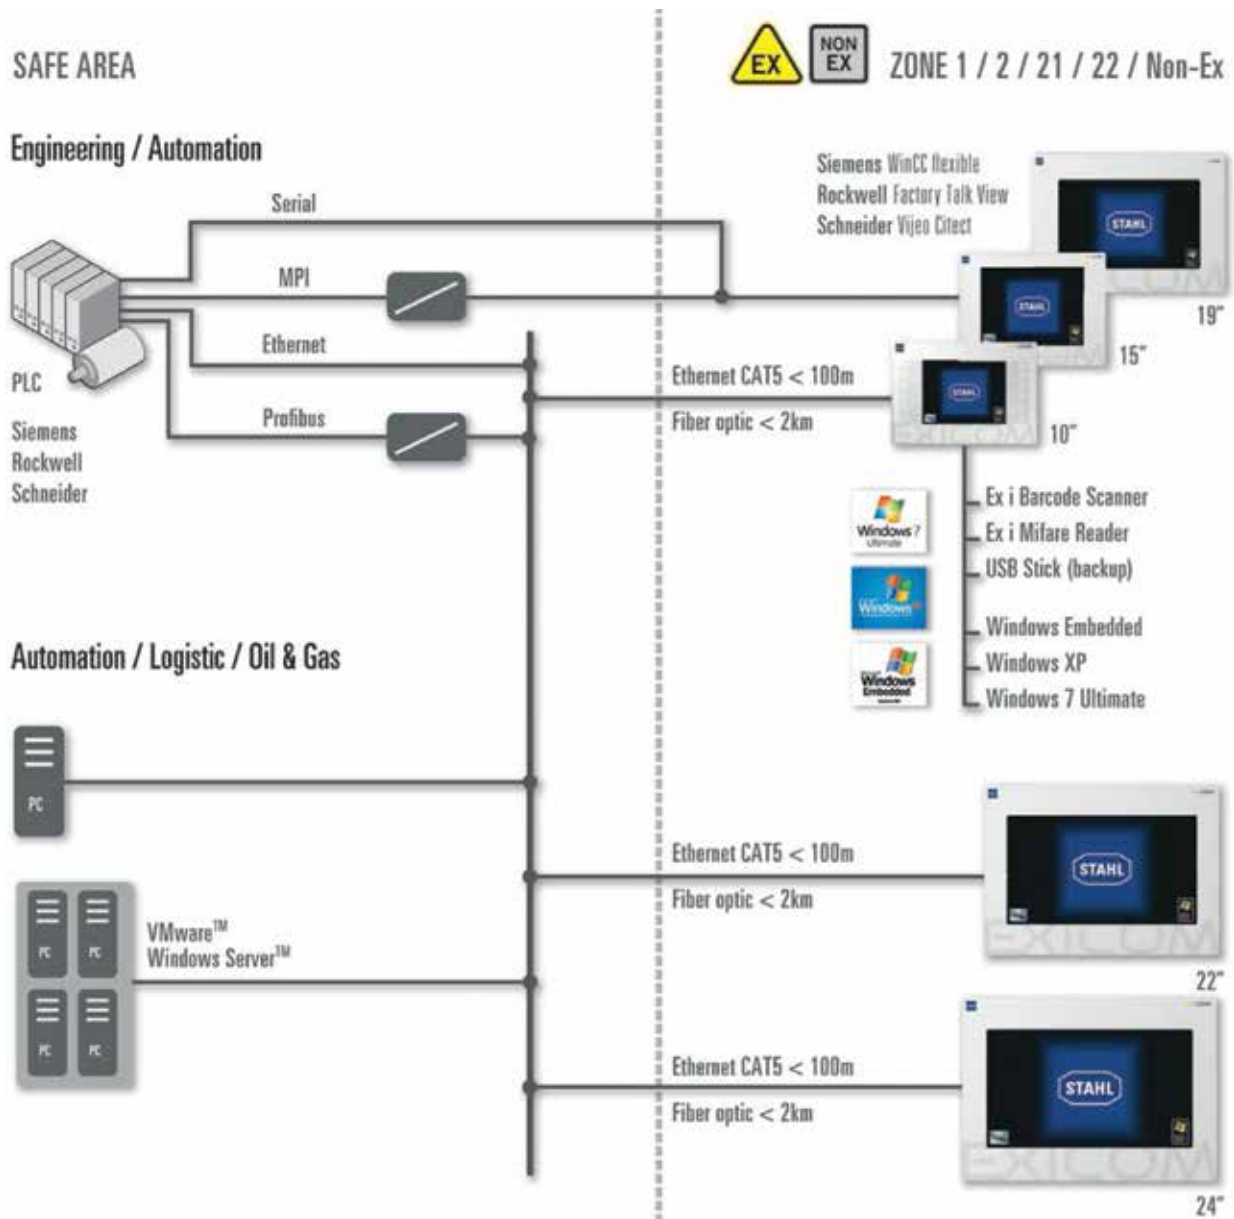 SAFE AREA
EX
NON
EX
ZONE 1 / 2 / 21 / 22 / Non-Ex
Engineering / Automation
Siemens WinCC flexible
Rockwell Factory Talk View
Schneider Vijeo Citect
STAHL
EXICOM
19"
Serial
MPI
STAHL
15"
Ethernet
PLC
Ethernet CAT5 < 100m
STAHL
EXICOM
10"
Profibus
Fiber optic < 2km
Siemens
Rockwell
Schneider
Ex i Barcode Scanner
Windows 7
Ultimate
Ex i Mifare Reader
USB Stick (backup)
Windows
Windows Embedded
Automation / Logistic / Oil & Gas
Windows XP
Windows
Embedded
Windows 7 Ultimate
PC
Ethernet CAT5 < 100m
STAHL
Fiber optic < 2km
EXICOM
22"
PC
PC
VMware™
Windows Server™
PC
PC
Ethernet CAT5 < 100m
STAHL
Fiber optic < 2km
EXICOM
24"